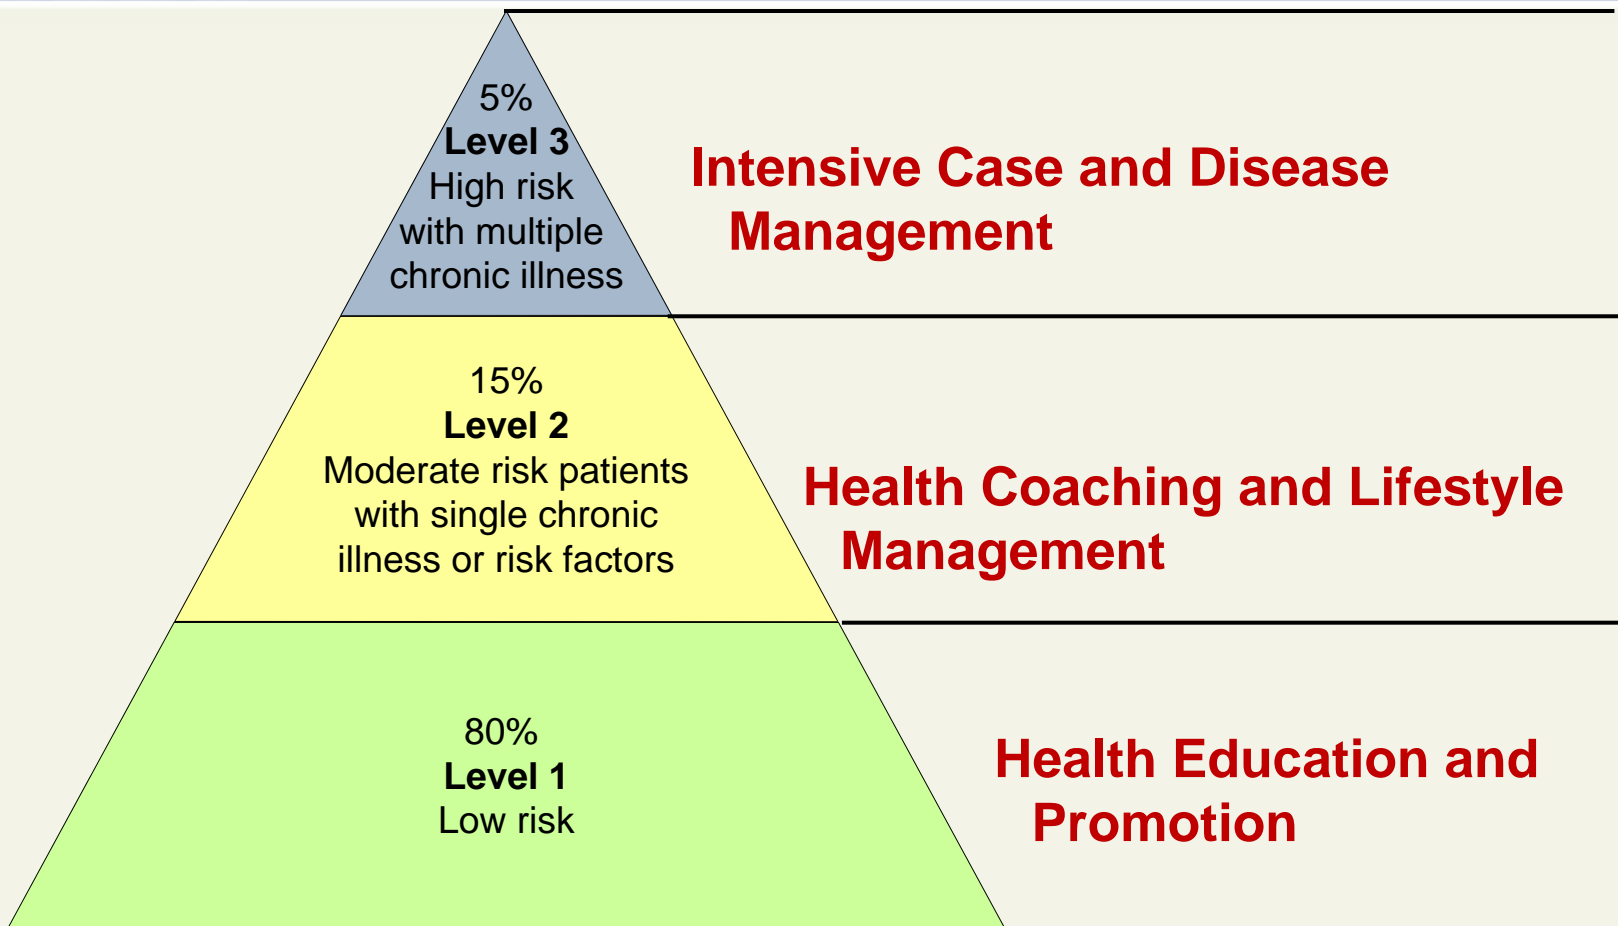 5%
Level 3
High risk
with multiple
chronic illness
Intensive Case and Disease
Management
15%
Level 2
Moderate risk patients
with single chronic
illness or risk factors
Health Coaching and Lifestyle
Management
80%
Level 1
Low risk
Health Education and
Promotion